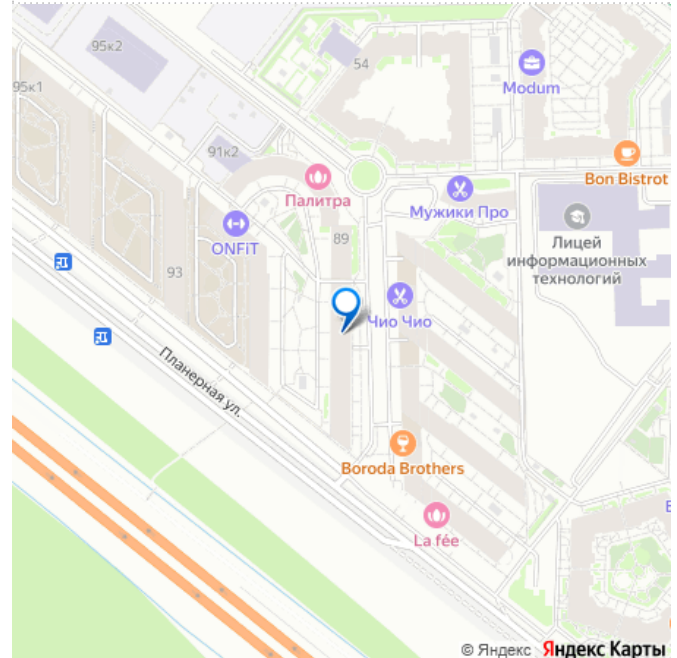 95к2
54
Modum
95к1
91к2
Bon Bistrot
Палитра
Мужики Про
ONFIT
89
Лицей
информационных
технологий
93
Чио Чио
Планерная ул.
Boroda Brothers
La fée
© Яндекс Яндекс Карты